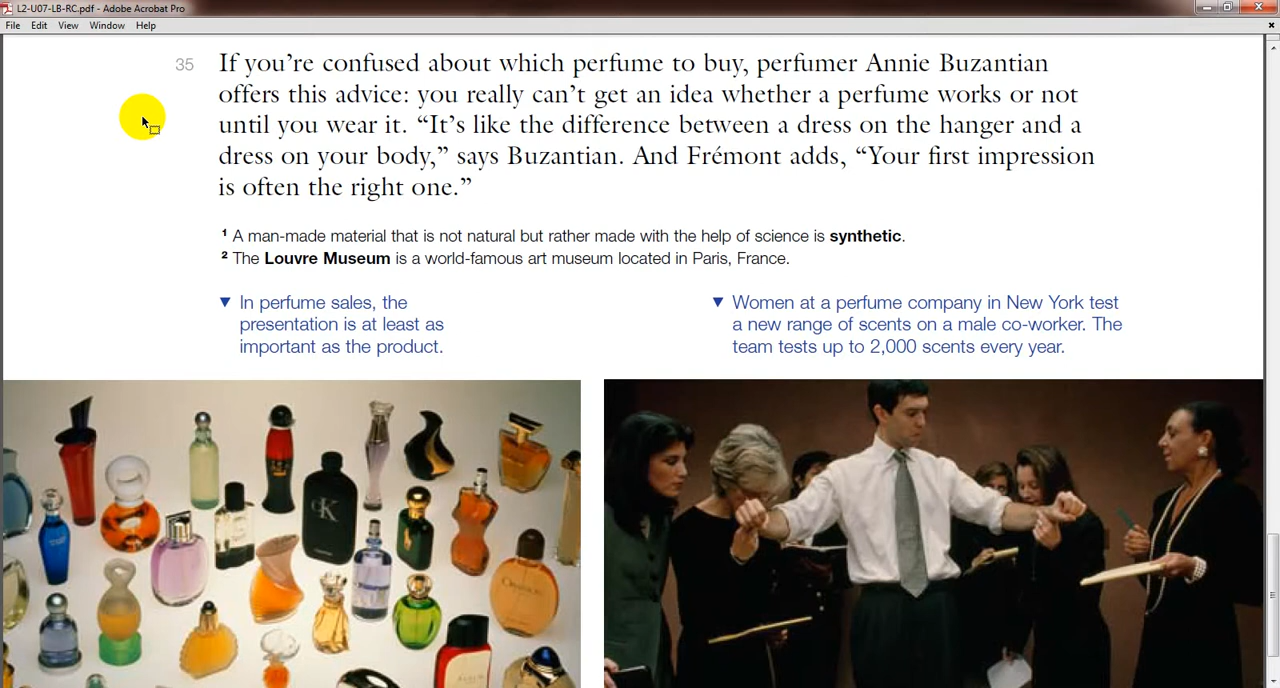 L2-U07-LB-RC.pdf - Adobe Acrobat Pro
File Edit View Window Help
35 If you’re confused about which perfume to buy, perfumer Annie Buzantian
offers this advice: you really can’t get an idea whether a perfume works or not
until you wear it. “It’s like the difference between a dress on the hanger and a
dress on your body,” says Buzantian. And Frémont adds, “Your first impression
is often the right one.”
¹ A man-made material that is not natural but rather made with the help of science is synthetic.
² The Louvre Museum is a world-famous art museum located in Paris, France.
▼ In perfume sales, the
presentation is at least as
important as the product.
▼ Women at a perfume company in New York test
a new range of scents on a male co-worker. The
team tests up to 2,000 scents every year.
cK